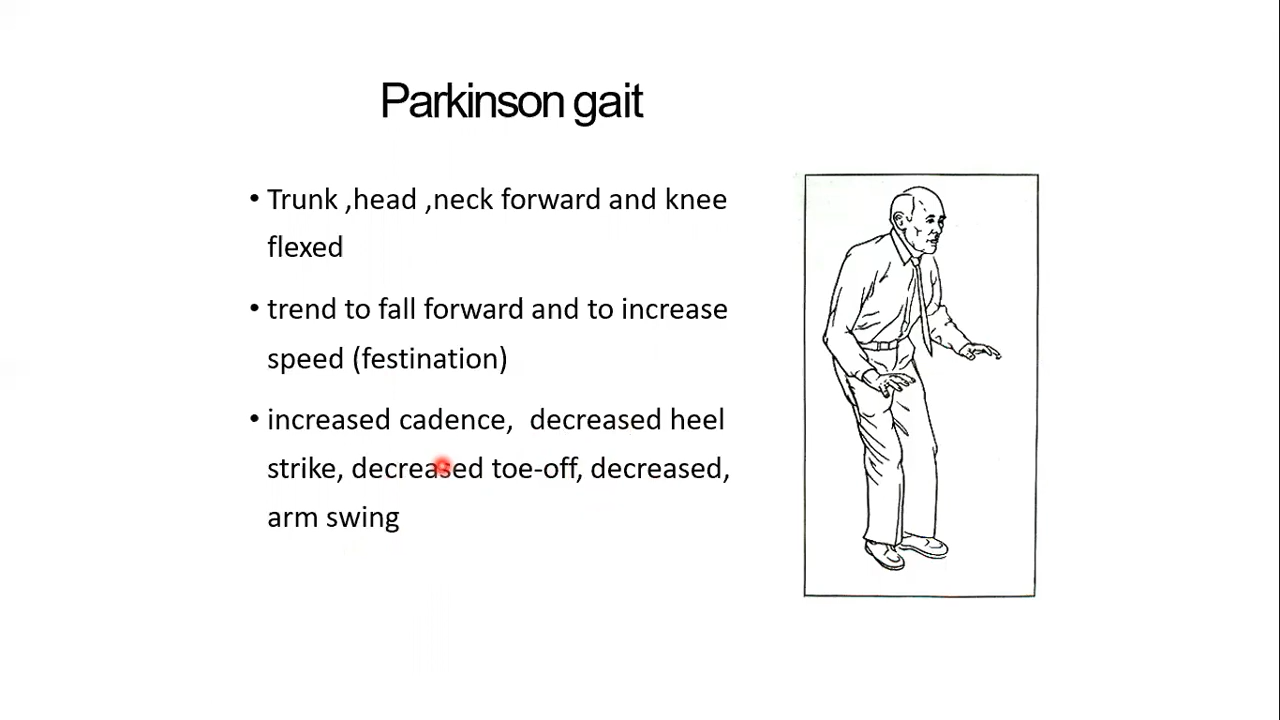 Parkinson gait
• Trunk ,head ,neck forward and knee
flexed
• trend to fall forward and to increase
speed (festination)
• increased cadence,  decreased heel
strike, decreased toe-off, decreased,
arm swing